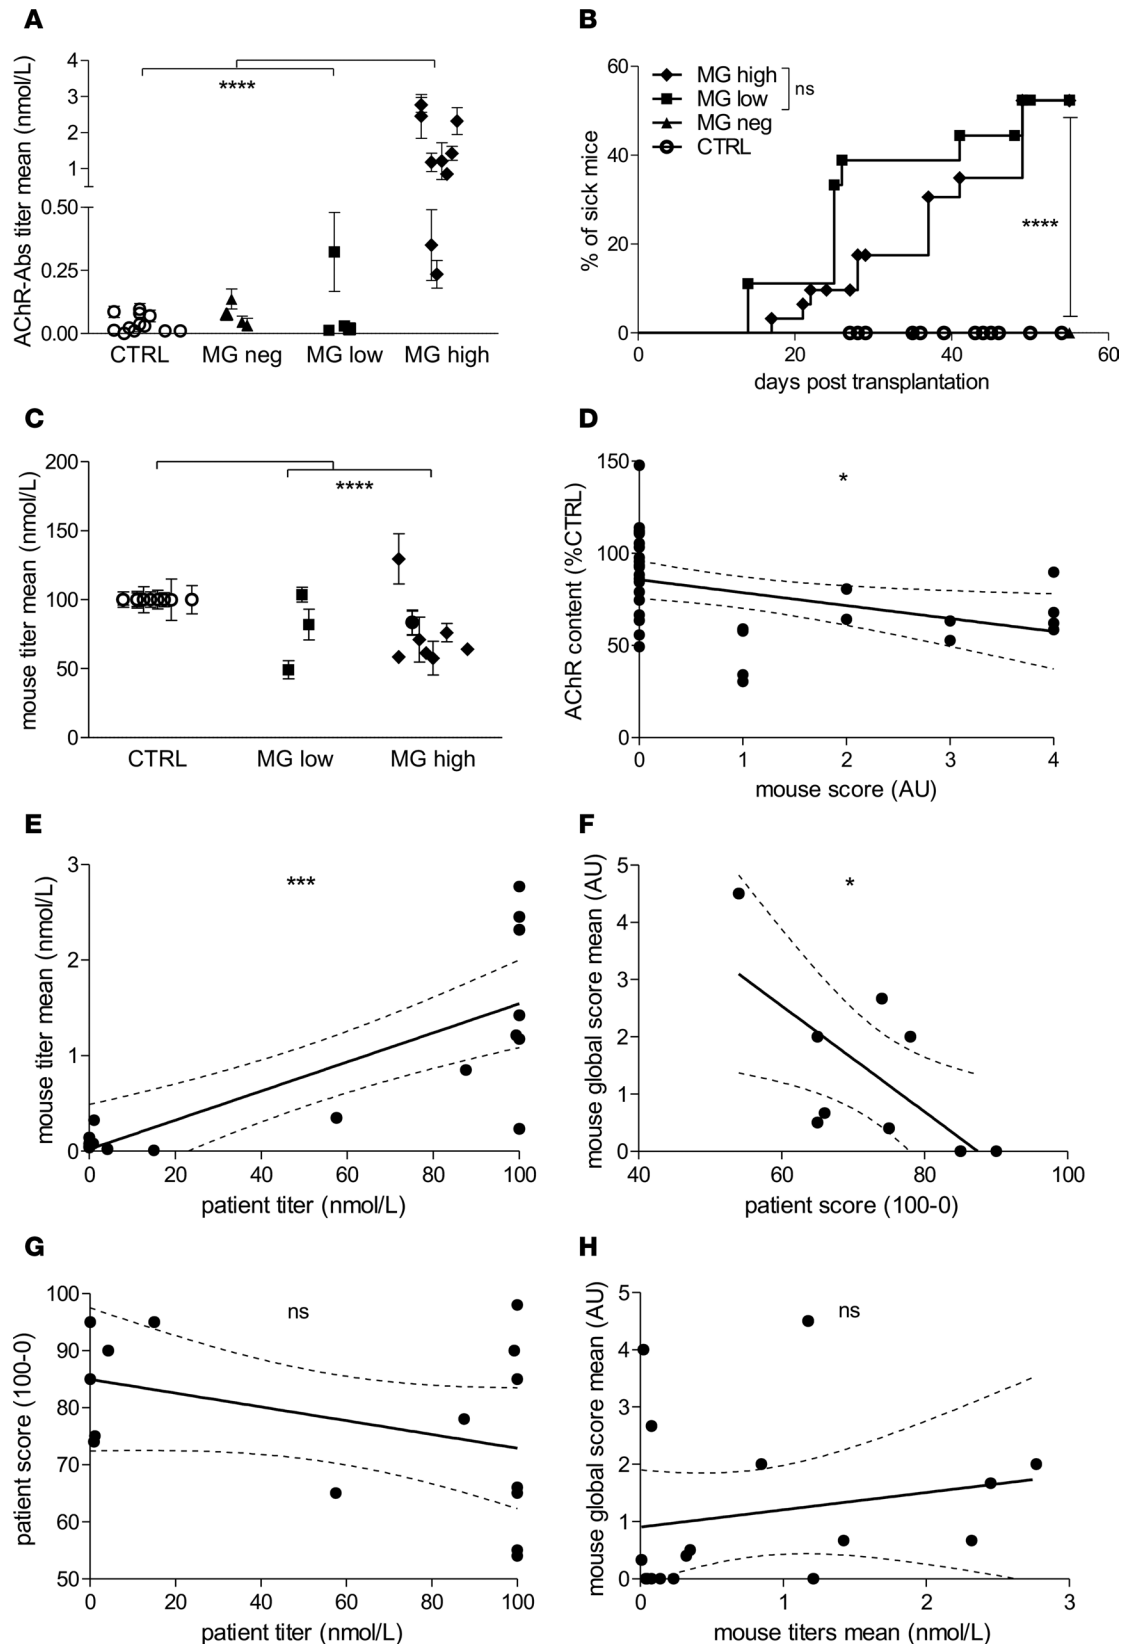 A
AChR-Abs titer mean (nmol/L)
4
3
2
1
0.50
0.25
0.00
****
CTRL MG neg MG low MG high
B
% of sick mice
60
40
20
0
MG high
MG low
MG neg
CTRL
ns
****
0 20 40 60
days post transplantation
C
mouse titer mean (nmol/L)
200
150
100
50
0
****
CTRL MG low MG high
D
AChR content (%CTRL)
150
100
50
0
*
0 1 2 3 4
mouse score (AU)
E
mouse titer mean (nmol/L)
3
2
1
0
***
0 20 40 60 80 100
patient titer (nmol/L)
F
mouse global score mean (AU)
5
4
3
2
1
0
*
40 60 80 100
patient score (100-0)
G
patient score (100-0)
100
90
80
70
60
50
ns
0 20 40 60 80 100
patient titer (nmol/L)
H
mouse global score mean (AU)
5
4
3
2
1
0
ns
0 1 2 3
mouse titers mean (nmol/L)